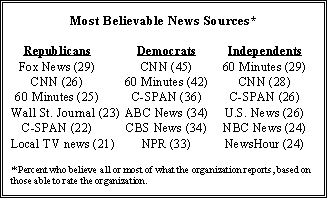 Most Believable News Sources*
Republicans Democrats Independents
Fox News (29) CNN (45) 60 Minutes (29)
CNN (26) 60 Minutes (42) CNN (28)
60 Minutes (25) C-SPAN (36) C-SPAN (26)
Wall St. Journal (23) ABC News (34) U.S. News (26)
C-SPAN (22) CBS News (34) NBC News (24)
Local TV news (21) NPR (33) NewsHour (24)
*Percent who believe all or most of what the organization reports, based on
those able to rate the organization.